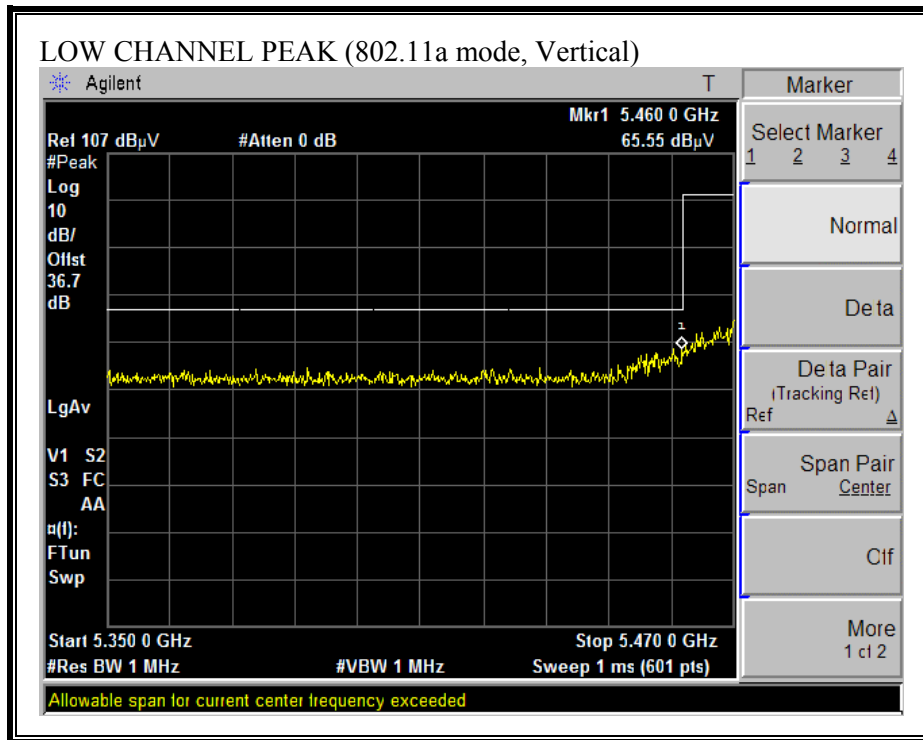 LOW CHANNEL PEAK (802.11a mode, Vertical)
Agilent T
Mkr1 5.460 0 GHz
Ref 107 dBµV #Atten 0 dB 65.55 dBµV
#Peak
Log
10
dB/
Offst
36.7
dB
1
LgAv
V1 S2
S3 FC
AA
¤(f):
FTun
Swp
Start 5.350 0 GHz Stop 5.470 0 GHz
#Res BW 1 MHz #VBW 1 MHz Sweep 1 ms (601 pts)
Allowable span for current center frequency exceeded
Marker
Select Marker
1 2 3 4
Normal
Delta
Delta Pair
(Tracking Ref)
Ref Δ
Span Pair
Span Center
Off
More
1 of 2